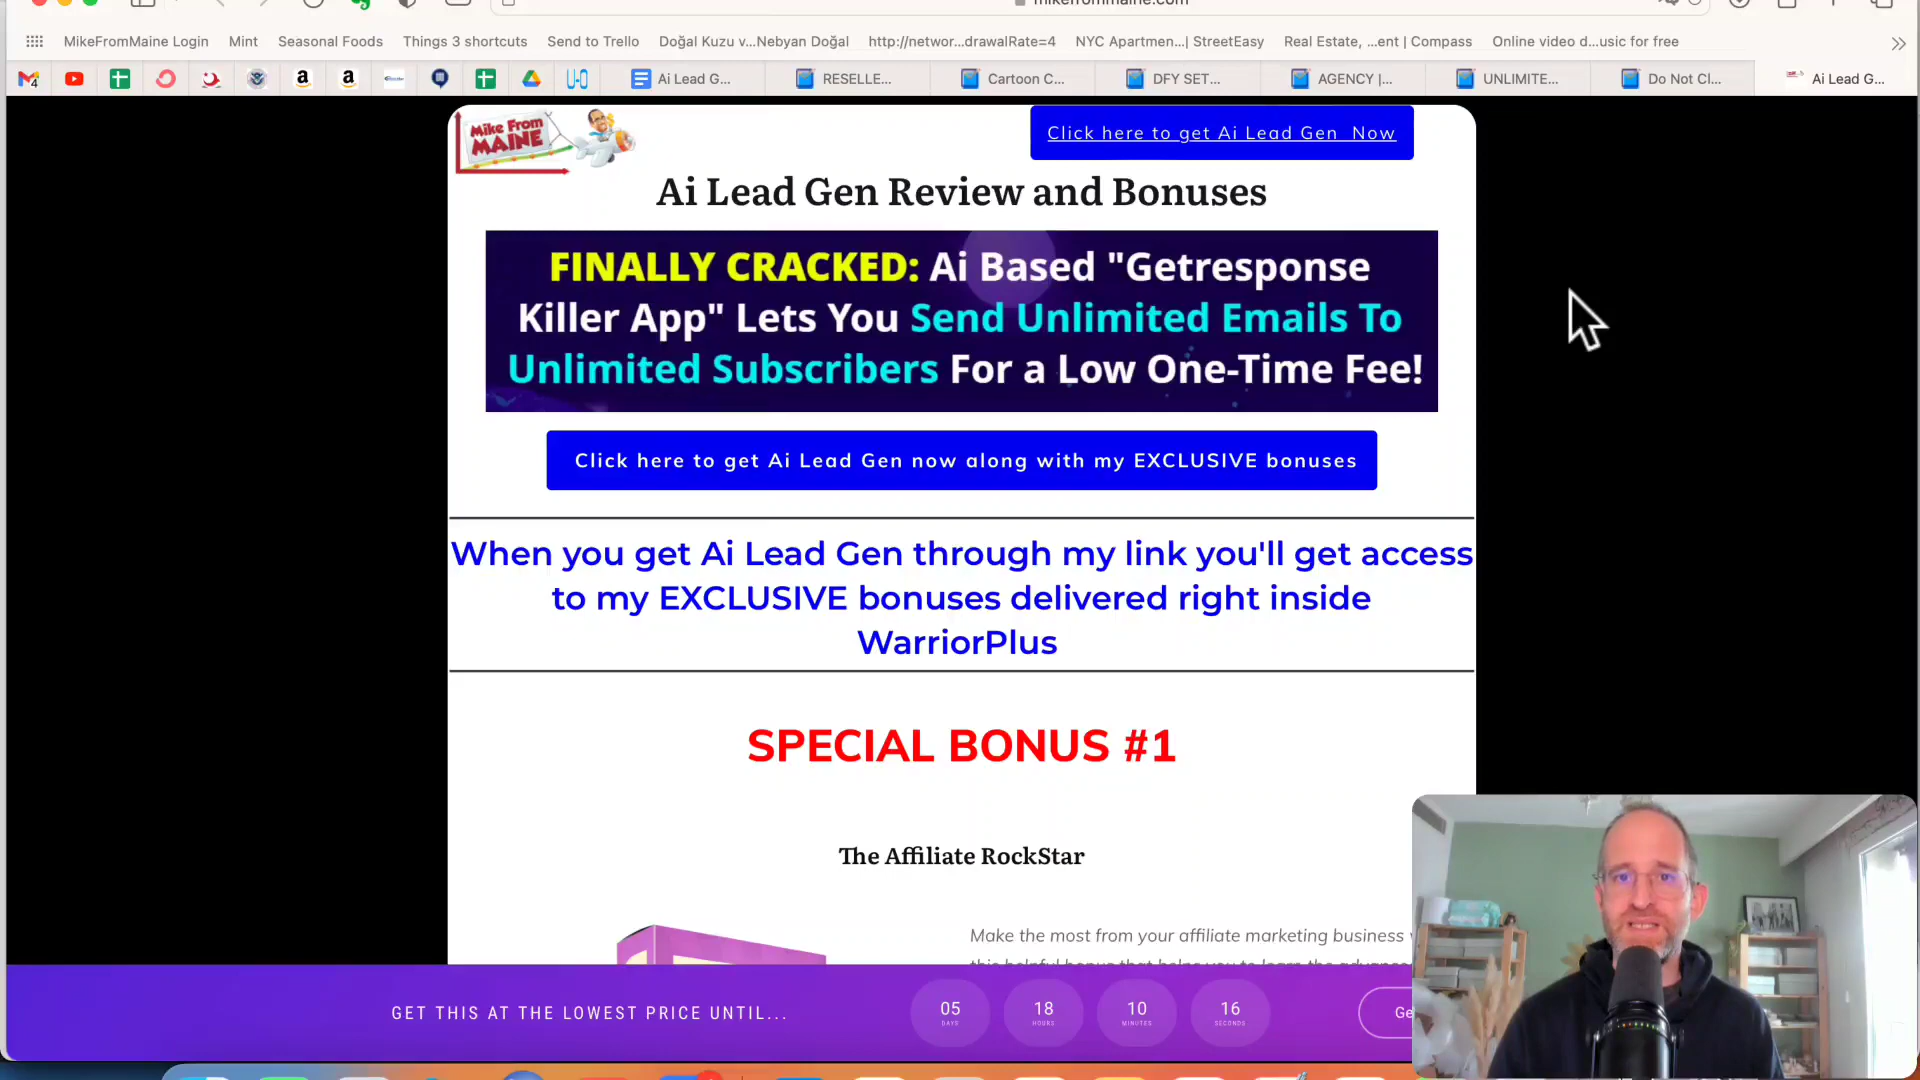 mikefrommaine.com
MikeFromMaine Login Mint Seasonal Foods Things 3 shortcuts Send to Trello Doğal Kuzu v...Nebyan Doğal http://networ...drawalRate=4 NYC Apartmen...| StreetEasy Real Estate, ...ent | Compass Online video d...usic for free
Ai Lead G... RESELLE... Cartoon C... DFY SET... AGENCY |... UNLIMITE... Do Not Cl... Ai Lead G...
Mike From
MAINE
Click here to get Ai Lead Gen Now
Ai Lead Gen Review and Bonuses
FINALLY CRACKED: Ai Based "Getresponse
Killer App" Lets You Send Unlimited Emails To
Unlimited Subscribers For a Low One-Time Fee!
Click here to get Ai Lead Gen now along with my EXCLUSIVE bonuses
When you get Ai Lead Gen through my link you'll get access
to my EXCLUSIVE bonuses delivered right inside
WarriorPlus
SPECIAL BONUS #1
The Affiliate RockStar
Make the most from your affiliate marketing business
GET THIS AT THE LOWEST PRICE UNTIL...
05 18 10 16
DAYS HOURS MINUTES SECONDS
Ge